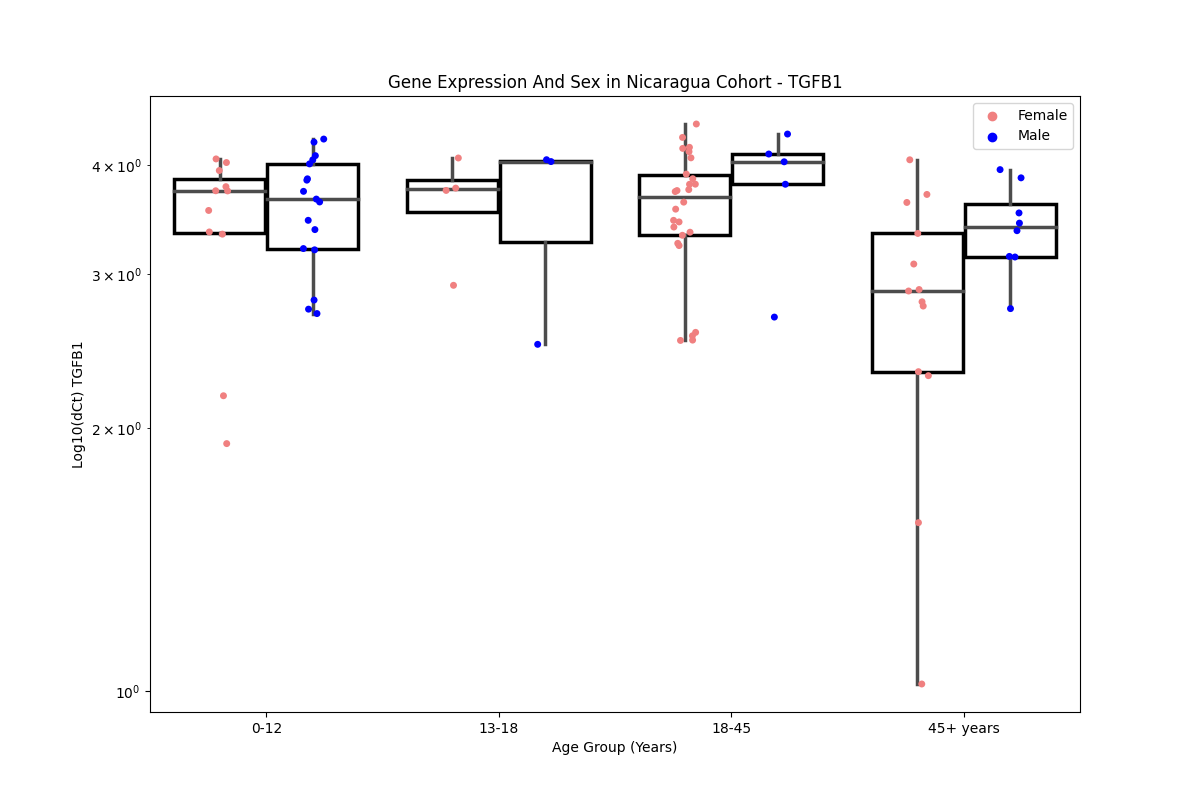 Gene Expression And Sex in Nicaragua Cohort - TGFB1
Female
Male
Log10(dCt) TGFB1
4 × 10⁰
3 × 10⁰
2 × 10⁰
10⁰
0-12
13-18
18-45
45+ years
Age Group (Years)